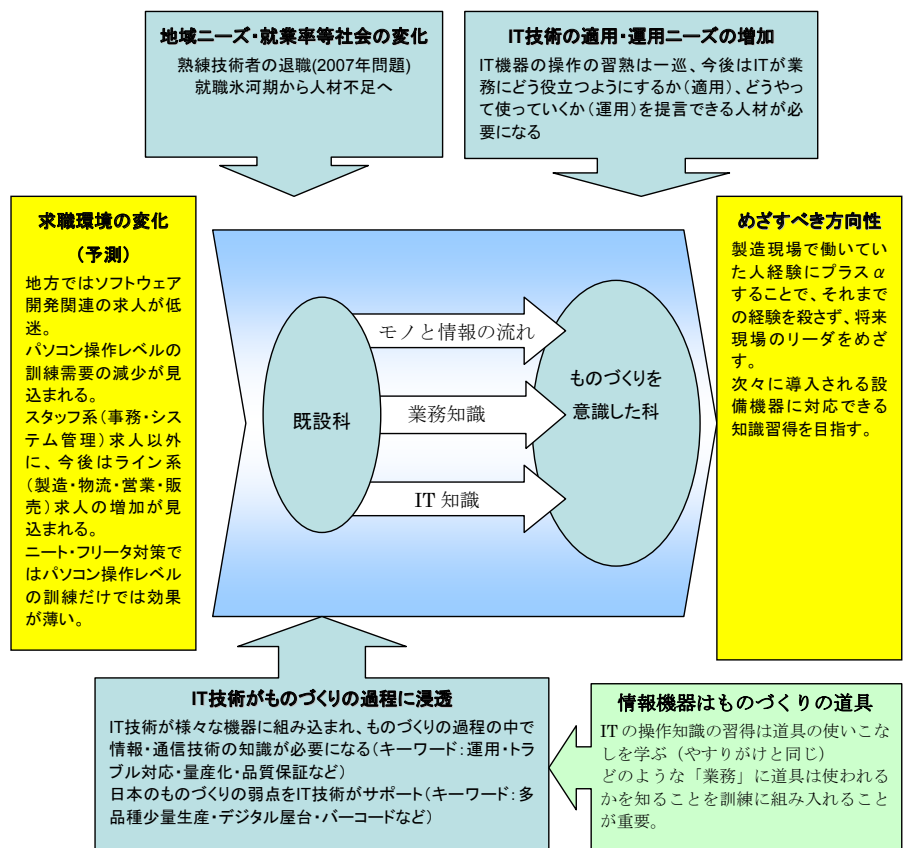 地域ニーズ・就業率等社会の変化
熟練技術者の退職(2007年問題)
就職氷河期から人材不足へ
IT技術の適用・運用ニーズの増加
IT機器の操作の習熟は一巡、今後はITが業
務にどう役立つようにするか(適用)、どうやっ
て使っていくか(運用)を提言できる人材が必
要になる
求職環境の変化
(予測)
地方ではソフトウェア
開発関連の求人が低
迷。
パソコン操作レベルの
訓練需要の減少が見
込まれる。
スタッフ系(事務・シス
テム管理)求人以外
に、今後はライン系
(製造・物流・営業・販
売)求人の増加が見
込まれる。
ニート・フリータ対策で
はパソコン操作レベル
の訓練だけでは効果
が薄い。
既設科
モノと情報の流れ
業務知識
IT 知識
ものづくりを
意識した科
めざすべき方向性
製造現場で働いてい
た人経験にプラスα
することで、それまで
の経験を殺さず、将来
現場のリーダをめざ
す。
次々に導入される設
備機器に対応できる
知識習得を目指す。
IT技術がものづくりの過程に浸透
IT技術が様々な機器に組み込まれ、ものづくりの過程の中で
情報・通信技術の知識が必要になる(キーワード:運用・トラ
ブル対応・量産化・品質保証など)
日本のものづくりの弱点をIT技術がサポート(キーワード:多
品種少量生産・デジタル屋台・バーコードなど)
情報機器はものづくりの道具
IT の操作知識の習得は道具の使いこな
しを学ぶ(やすりがけと同じ)
どのような「業務」に道具は使われる
かを知ることを訓練に組み入れること
が重要。